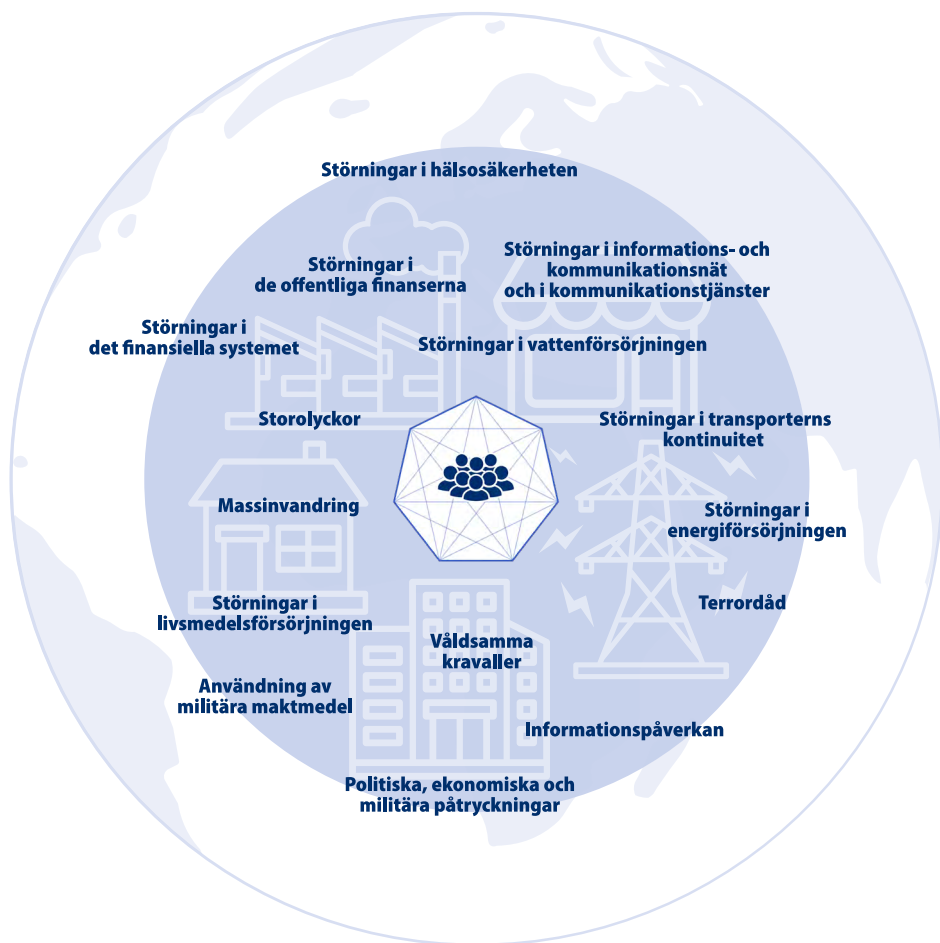 Störningar i hälsosäkerheten
Störningar i
de offentliga finanserna
Störningar i informations- och
kommunikationsnät
och i kommunikationstjänster
Störningar i
det finansiella systemet
Störningar i vattenförsörjningen
Storolyckor
Störningar i transporterns
kontinuitet
Massinvandring
Störningar i
energiförsörjningen
Störningar i
livsmedelsförsörjningen
Terrordåd
Våldsamma
kravaller
Användning av
militära maktmedel
Informationspåverkan
Politiska, ekonomiska och
militära påtryckningar